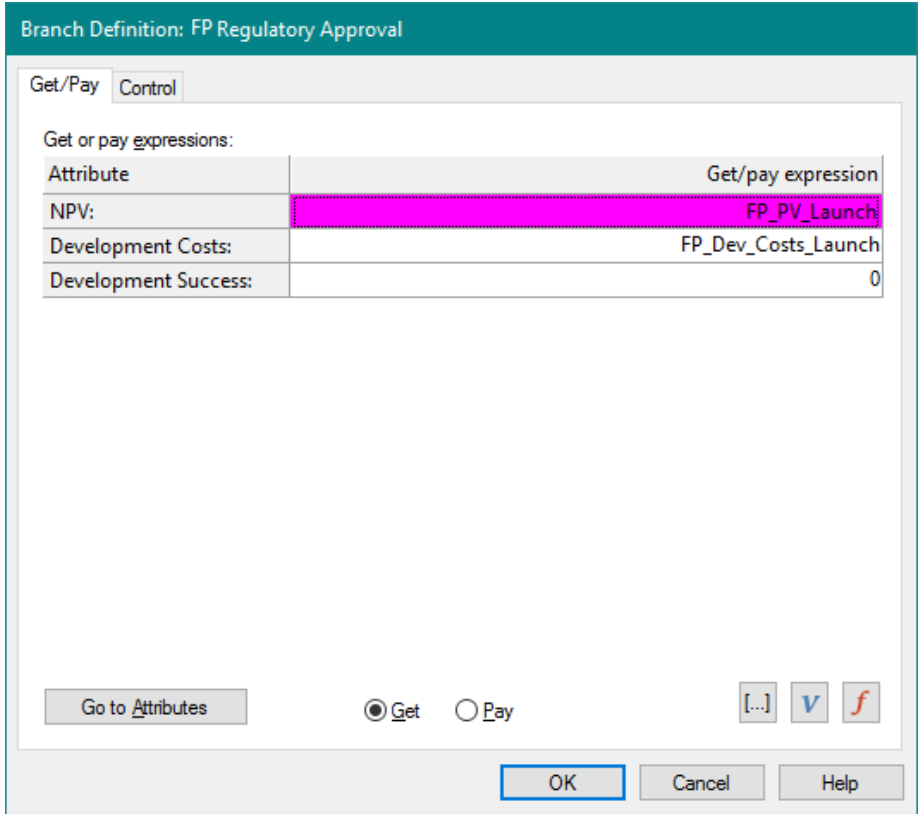 Branch Definition: FP Regulatory Approval
Get/Pay Control
Get or pay expressions:
Attribute Get/pay expression
NPV: FP_PV_Launch
Development Costs: FP_Dev_Costs_Launch
Development Success: 0
Go to Attributes Get Pay [...] V f
OK Cancel Help